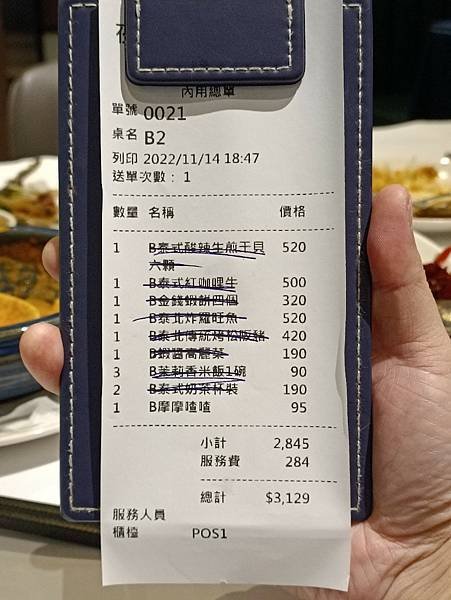 內用總單
單號 0021
桌名 B2
列印 2022/11/14 18:47
送單次數: 1
數量 名稱 價格
1 B泰式酸辣生煎干貝 520
六顆
1 B泰式紅咖哩牛 500
1 B金錢蝦餅四個 320
1 B泰北炸羅旺魚 520
1 B泰北傳統烤松阪豬 420
1 B蝦醬高麗菜 190
3 B茉莉香米飯1碗 90
2 B泰式奶茶杯裝 190
1 B摩摩喳喳 95
小計 2,845
服務費 284
總計 $3,129
服務人員
櫃檯 POS1